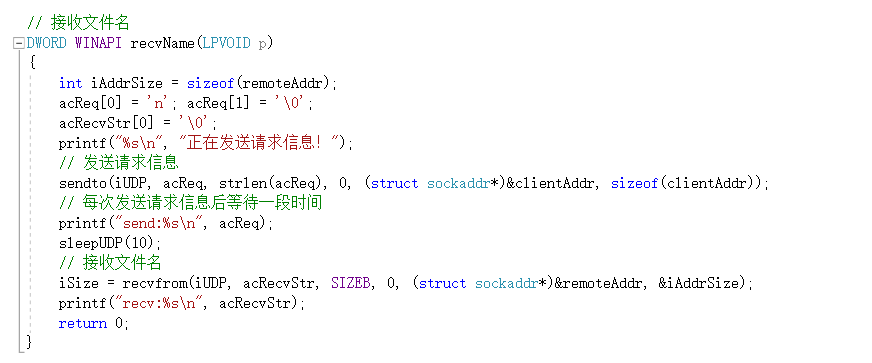 // 接收文件名
DWORD WINAPI recvName(LPVOID p)
{
int iAddrSize = sizeof(remoteAddr);
acReq[0] = 'n'; acReq[1] = '\0';
acRecvStr[0] = '\0';
printf("%s\n", "正在发送请求信息! ");
// 发送请求信息
sendto(iUDP, acReq, strlen(acReq), 0, (struct sockaddr*)&clientAddr, sizeof(clientAddr));
// 每次发送请求信息后等待一段时间
printf("send:%s\n", acReq);
sleepUDP(10);
// 接收文件名
iSize = recvfrom(iUDP, acRecvStr, SIZEB, 0, (struct sockaddr*)&remoteAddr, &iAddrSize);
printf("recv:%s\n", acRecvStr);
return 0;
}